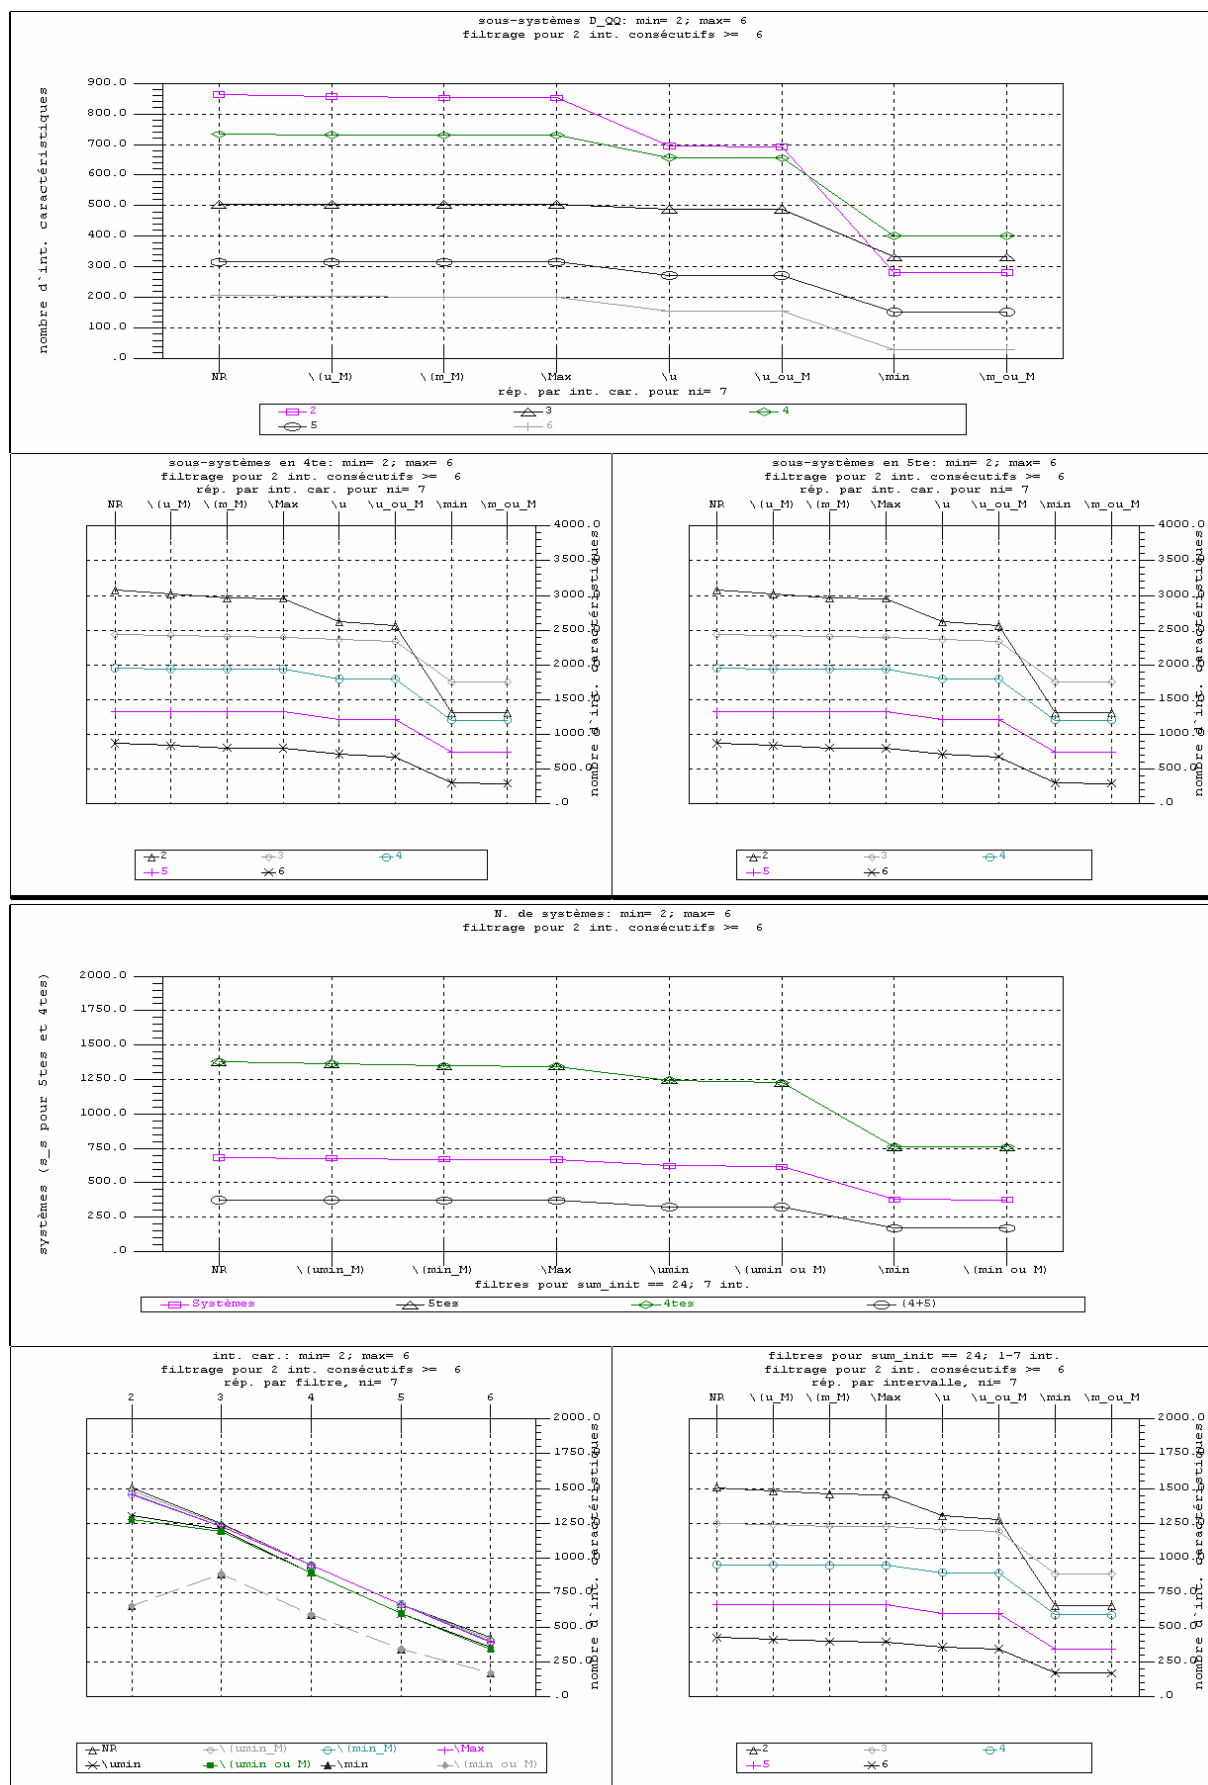 sous-systèmes D_QQ: min= 2; max= 6
filtrage pour 2 int. consécutifs >= 6
nombre d`int. caractéristiques
900.0
800.0
700.0
600.0
500.0
400.0
300.0
200.0
100.0
.0
NR \(u_M) \(m_M) \Max \u \u_ou_M \min \m_ou_M
rép. par int. car. pour ni= 7
2 3 4
5 6
sous-systèmes en 4te: min= 2; max= 6
filtrage pour 2 int. consécutifs >= 6
rép. par int. car. pour ni= 7
NR \(u_M) \(m_M) \Max \u \u_ou_M \min \m_ou_M
4000.0
3500.0
3000.0
2500.0
2000.0
1500.0
1000.0
500.0
.0
nombre d`int. caractéristiques
2 3 4
5 6
sous-systèmes en 5te: min= 2; max= 6
filtrage pour 2 int. consécutifs >= 6
rép. par int. car. pour ni= 7
NR \(u_M) \(m_M) \Max \u \u_ou_M \min \m_ou_M
4000.0
3500.0
3000.0
2500.0
2000.0
1500.0
1000.0
500.0
.0
nombre d`int. caractéristiques
2 3 4
5 6
N. de systèmes: min= 2; max= 6
filtrage pour 2 int. consécutifs >= 6
systèmes (s_s pour 5tes et 4tes)
2000.0
1750.0
1500.0
1250.0
1000.0
750.0
500.0
250.0
.0
NR \(umin_M) \(min_M) \Max \umin \(umin ou M) \min \(min ou M)
filtres pour sum_init == 24; 7 int.
Systèmes 5tes 4tes (4+5)
int. car.: min= 2; max= 6
filtrage pour 2 int. consécutifs >= 6
rép. par filtre, ni= 7
2 3 4 5 6
2000.0
1750.0
1500.0
1250.0
1000.0
750.0
500.0
250.0
.0
nombre d`int. caractéristiques
NR \(umin_M) \(min_M) \Max
\umin \(umin ou M) \min \(min ou M)
filtres pour sum_init == 24; 1-7 int.
filtrage pour 2 int. consécutifs >= 6
rép. par intervalle, ni= 7
NR \(u_M) \(m_M) \Max \u \u_ou_M \min \m_ou_M
2000.0
1750.0
1500.0
1250.0
1000.0
750.0
500.0
250.0
.0
nombre d`int. caractéristiques
2 3 4
5 6